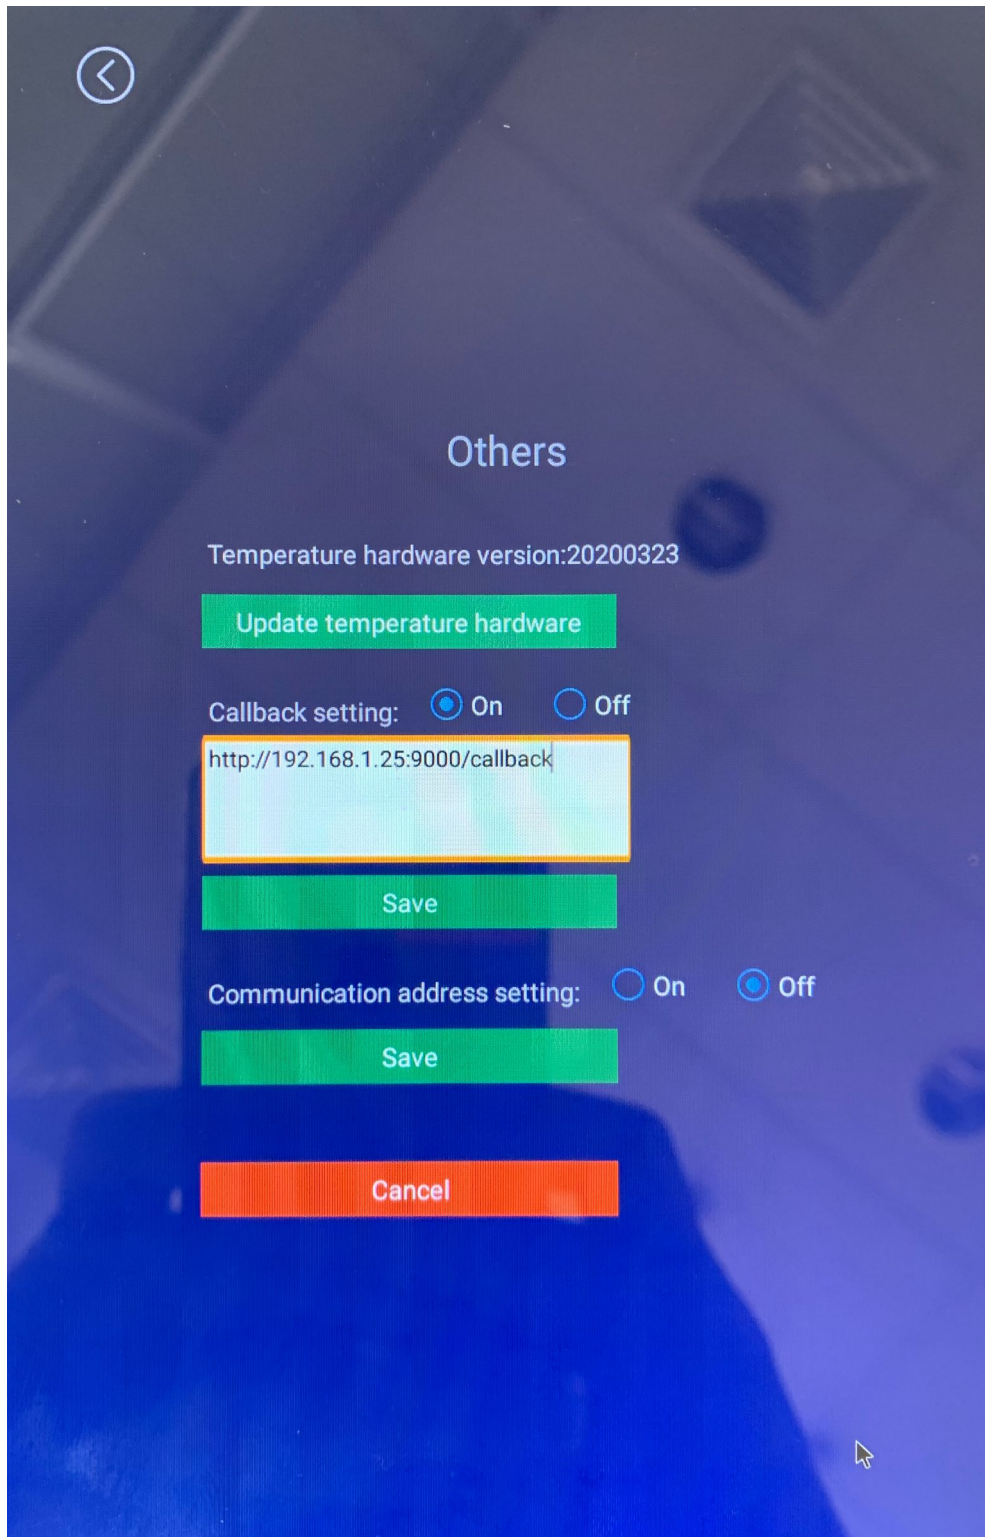 Others
Temperature hardware version:20200323
Update temperature hardware
Callback setting: On Off
http://192.168.1.25:9000/callback
Save
Communication address setting: On Off
Save
Cancel